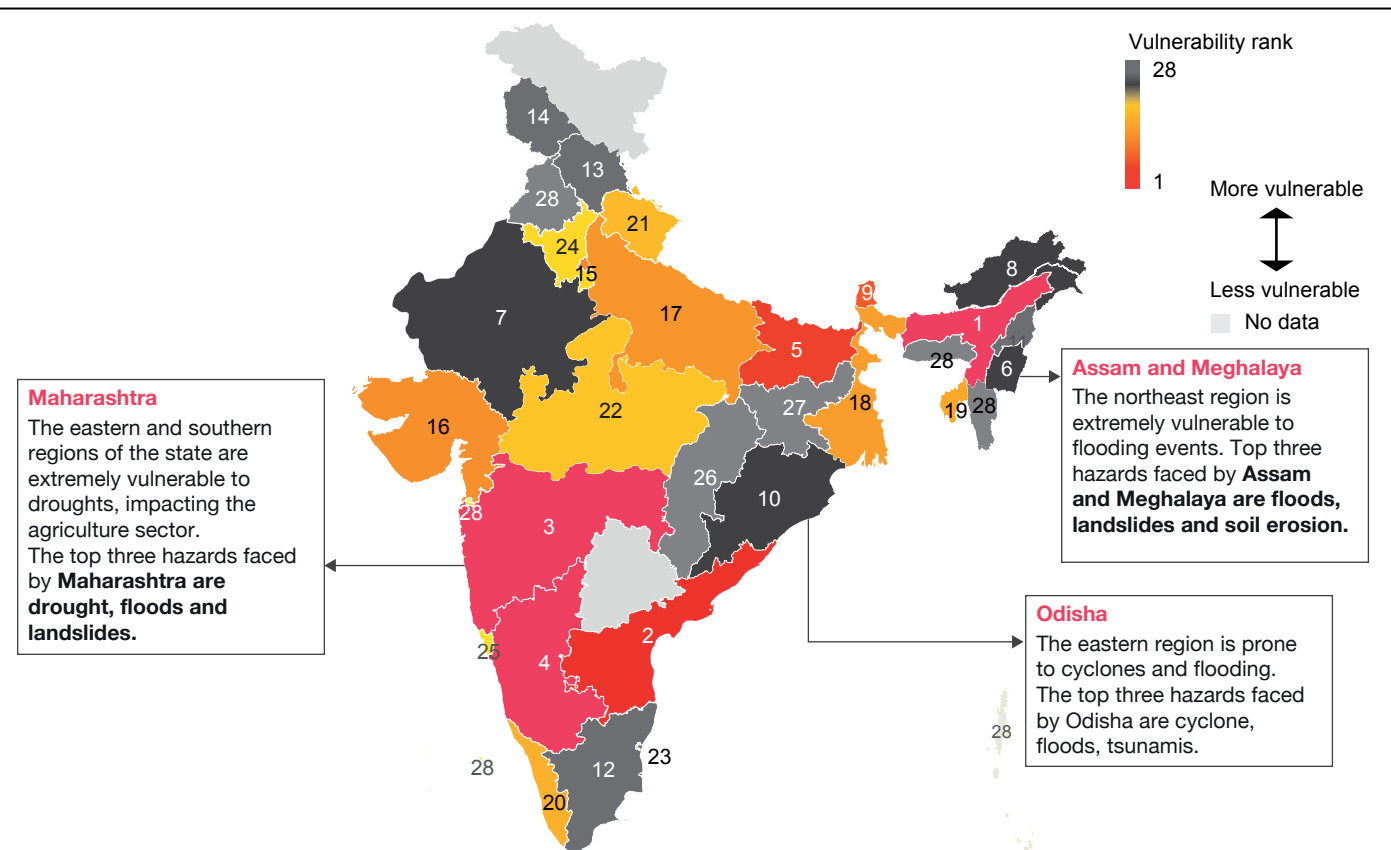 Vulnerability rank
28
1
More vulnerable
Less vulnerable
No data
14
13
28
21
24
15
8
9
7
17
1
5
11
28
6
22
27
18
19
28
16
26
10
28
3
2
25
4
23
28
12
20
28
Maharashtra
The eastern and southern
regions of the state are
extremely vulnerable to
droughts, impacting the
agriculture sector.
The top three hazards faced
by Maharashtra are
drought, floods and
landslides.
Assam and Meghalaya
The northeast region is
extremely vulnerable to
flooding events. Top three
hazards faced by Assam
and Meghalaya are floods,
landslides and soil erosion.
Odisha
The eastern region is prone
to cyclones and flooding.
The top three hazards faced
by Odisha are cyclone,
floods, tsunamis.